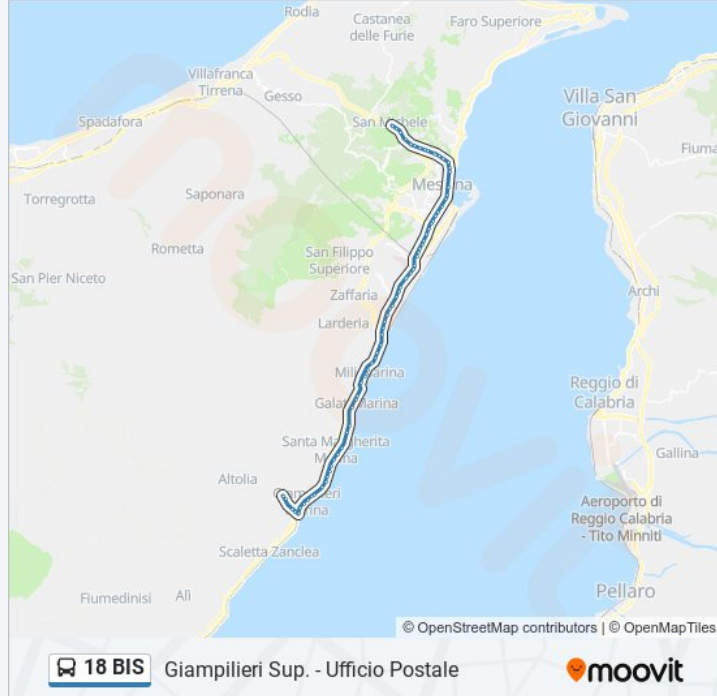 Rodia
Castanea
delle Furie
Faro Superiore
Villafranca
Tirrena
Gesso
Spadafora
San Michele
Villa San
Giovanni
Fiuma
Messina
Torregrotta
Saponara
Rometta
San Filippo
Superiore
San Pier Niceto
Zaffaria
Archi
Larderia
Mili Marina
Reggio di
Calabria
Galati Marina
Santa Margherita
Marina
Gallina
Altolia
Giampilieri
Marina
Aeroporto di
Reggio Calabria
- Tito Minniti
Scaletta Zanclea
Fiumedinisi
Alì
Pellaro
© OpenStreetMap contributors | © OpenMapTiles
18 BIS
Giampilieri Sup. - Ufficio Postale
moovit